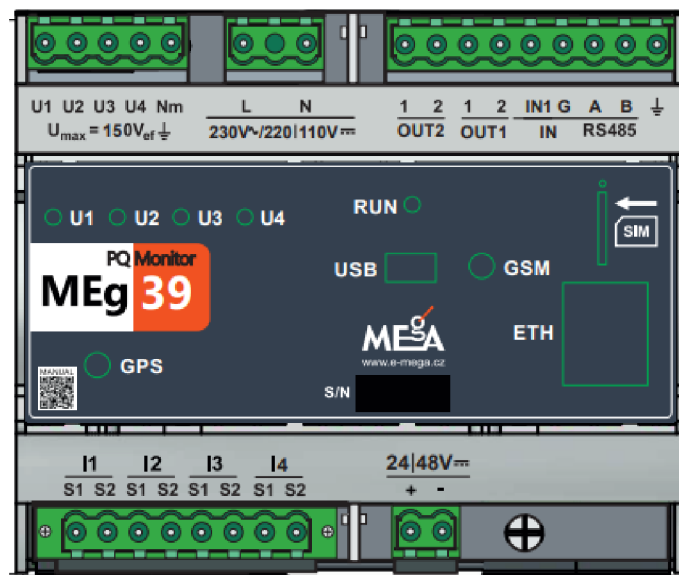 U1 U2 U3 U4 Nm
Umax = 150Vef ⏚
L N
230V~/220|110V⎓
1 2 1 2 IN1 G A B ⏚
OUT2 OUT1 IN RS485
U1 U2 U3 U4
RUN
SIM
PQ Monitor
MEg 39
USB
GSM
MEgA
www.e-mega.cz
ETH
GPS
MANUAL
S/N
I1 I2 I3 I4
S1 S2 S1 S2 S1 S2 S1 S2
24|48V⎓
+ -